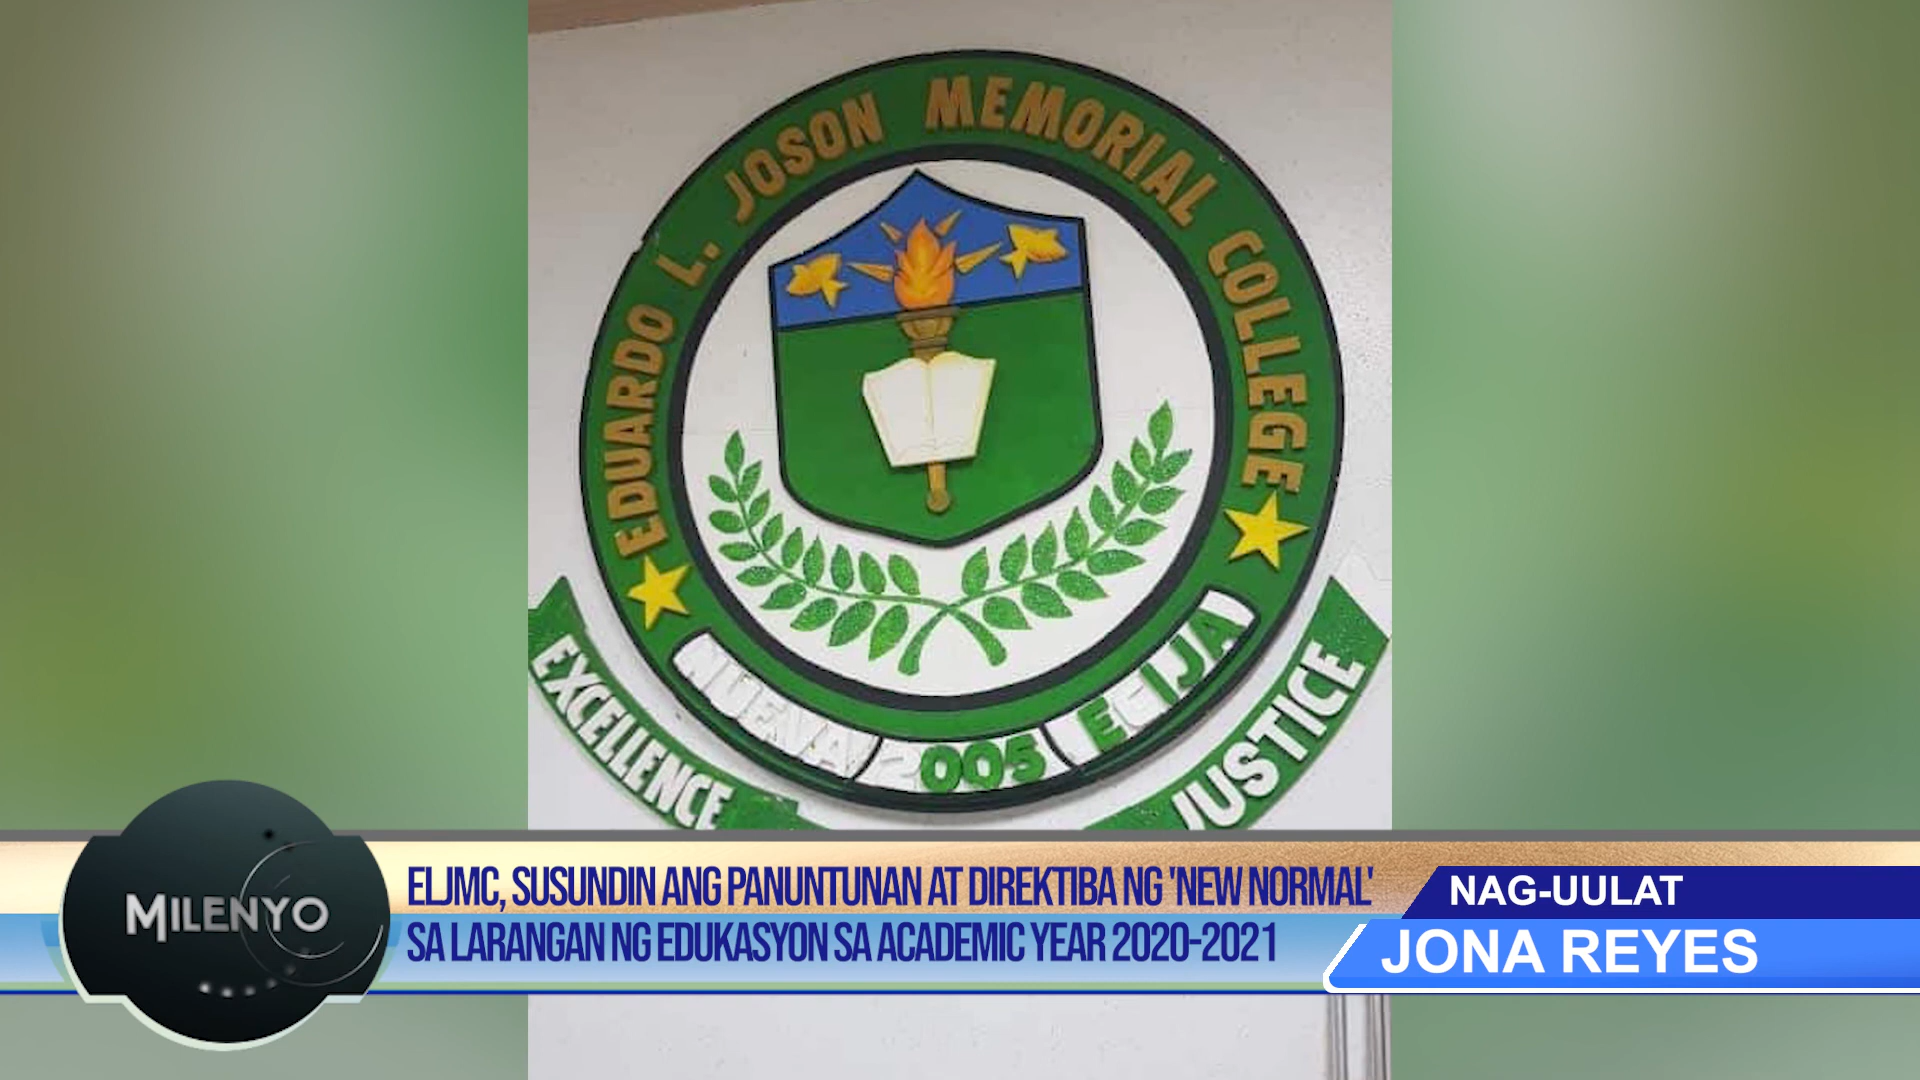 EDUARDO L. JOSON MEMORIAL COLLEGE
NUEVA 2005 ECIJA
EXCELLENCE
JUSTICE
MILENYO
ELJMC, SUSUNDIN ANG PANUNTUNAN AT DIREKTIBA NG 'NEW NORMAL'
SA LARANGAN NG EDUKASYON SA ACADEMIC YEAR 2020-2021
NAG-UULAT
JONA REYES